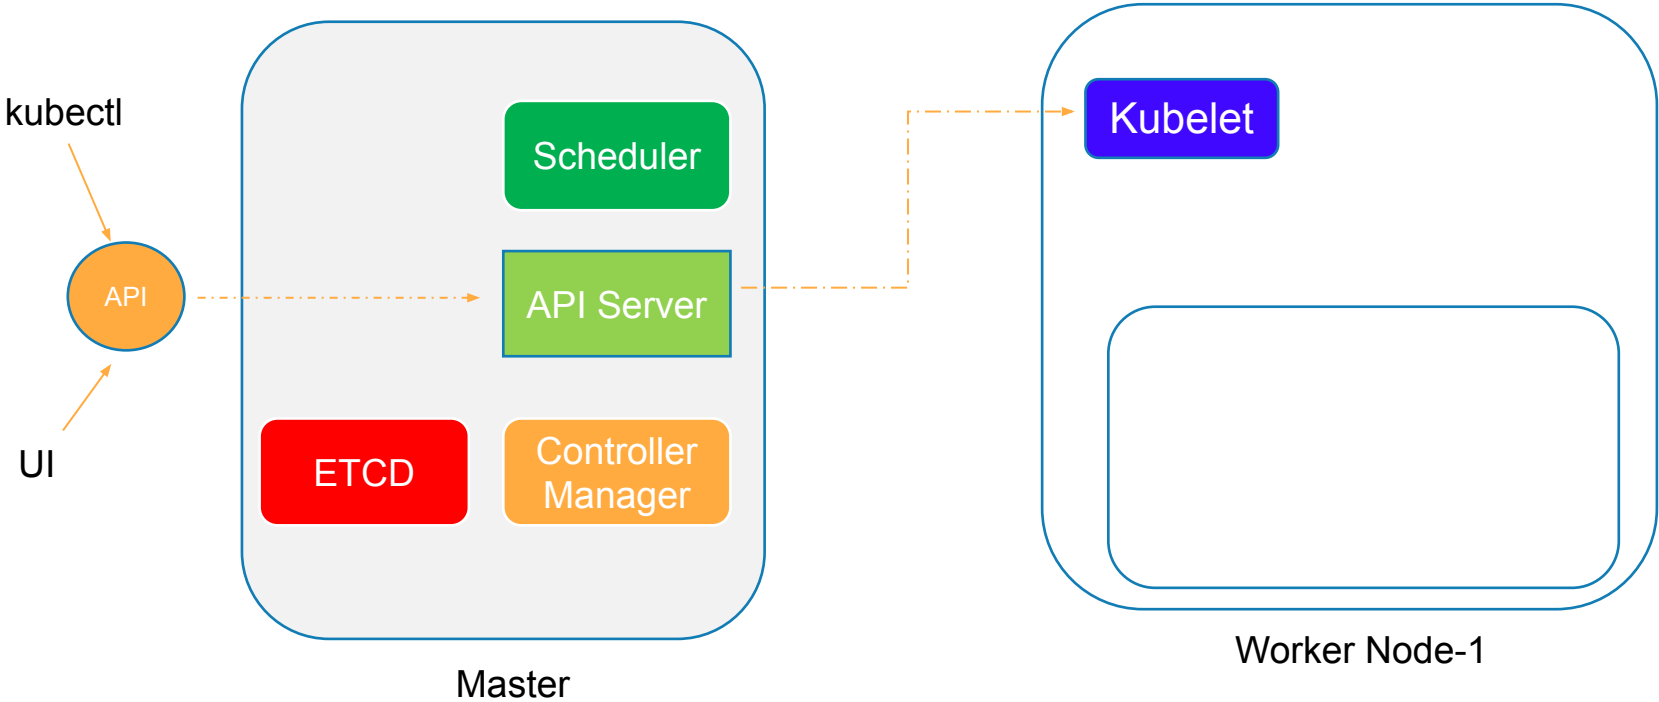 kubectl
API
UI
Scheduler
API Server
ETCD
Controller
Manager
Master
Kubelet
Worker Node-1